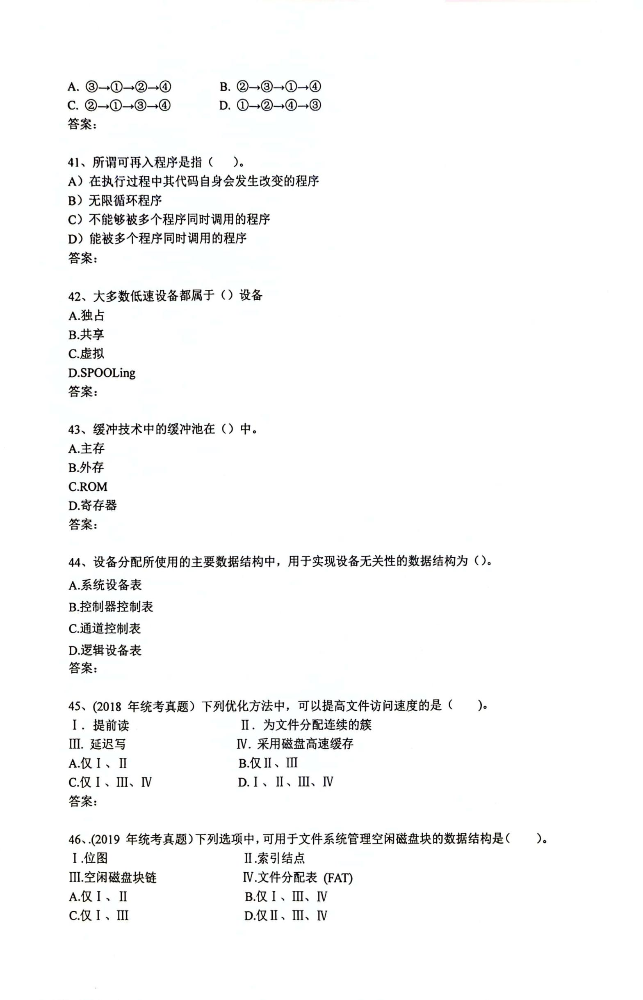 A. ③→①→②→④ B. ②→③→①→④
C. ②→①→③→④ D. ①→②→④→③
答案：
41、所谓可再入程序是指（ ）。
A）在执行过程中其代码自身会发生改变的程序
B）无限循环程序
C）不能够被多个程序同时调用的程序
D）能被多个程序同时调用的程序
答案：
42、大多数低速设备都属于（）设备
A.独占
B.共享
C.虚拟
D.SPOOLing
答案：
43、缓冲技术中的缓冲池在（）中。
A.主存
B.外存
C.ROM
D.寄存器
答案：
44、设备分配所使用的主要数据结构中，用于实现设备无关性的数据结构为（）。
A.系统设备表
B.控制器控制表
C.通道控制表
D.逻辑设备表
答案：
45、(2018 年统考真题）下列优化方法中，可以提高文件访问速度的是（ ）。
Ⅰ. 提前读 Ⅱ. 为文件分配连续的簇
Ⅲ. 延迟写 Ⅳ. 采用磁盘高速缓存
A.仅Ⅰ、Ⅱ B.仅Ⅱ、Ⅲ
C.仅Ⅰ、Ⅲ、Ⅳ D.Ⅰ、Ⅱ、Ⅲ、Ⅳ
答案：
46、.(2019 年统考真题）下列选项中，可用于文件系统管理空闲磁盘块的数据结构是（ ）。
Ⅰ.位图 Ⅱ.索引结点
Ⅲ.空闲磁盘块链 Ⅳ.文件分配表 (FAT)
A.仅Ⅰ、Ⅱ B.仅Ⅰ、Ⅲ、Ⅳ
C.仅Ⅰ、Ⅲ D.仅Ⅱ、Ⅲ、Ⅳ